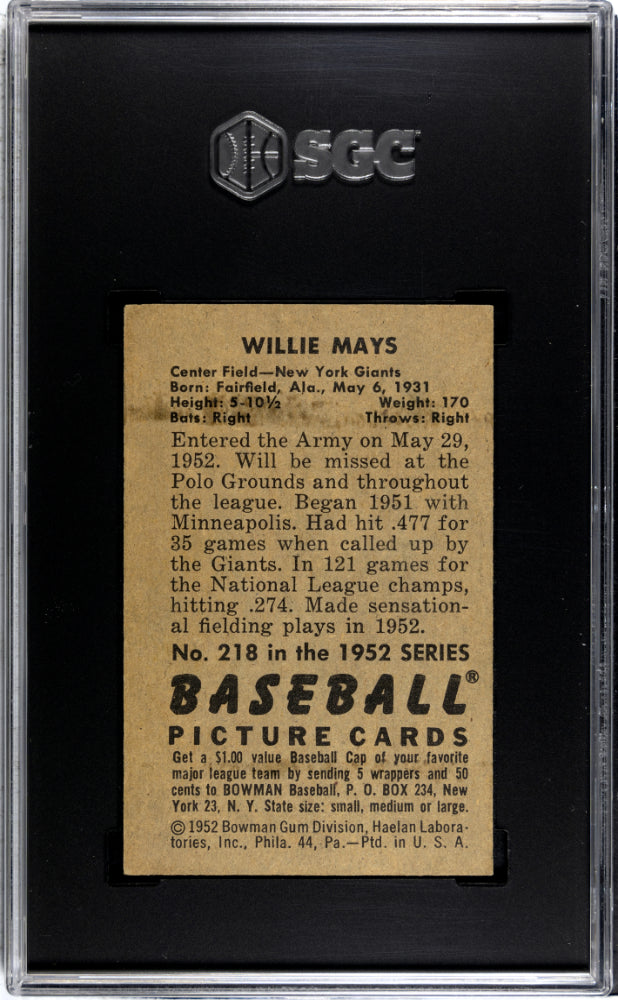 SGC
WILLIE MAYS
Center Field—New York Giants
Born: Fairfield, Ala., May 6, 1931
Height: 5-10½ Weight: 170
Bats: Right Throws: Right
Entered the Army on May 29,
1952. Will be missed at the
Polo Grounds and throughout
the league. Began 1951 with
Minneapolis. Had hit .477 for
35 games when called up by
the Giants. In 121 games for
the National League champs,
hitting .274. Made sensation-
al fielding plays in 1952.
No. 218 in the 1952 SERIES
BASEBALL®
PICTURE CARDS
Get a $1.00 value Baseball Cap of your favorite
major league team by sending 5 wrappers and 50
cents to BOWMAN Baseball, P. O. BOX 234, New
York 23, N. Y. State size: small, medium or large.
© 1952 Bowman Gum Division, Haelan Labora-
tories, Inc., Phila. 44, Pa.—Ptd. in U. S. A.